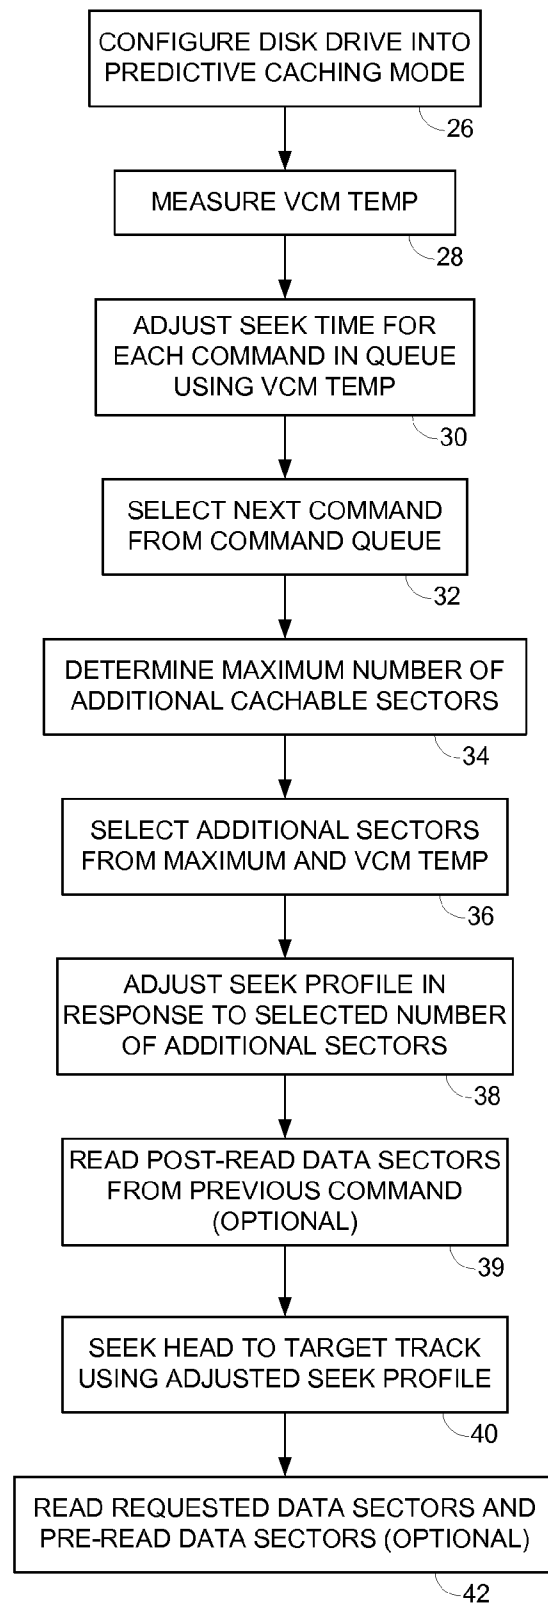 CONFIGURE DISK DRIVE INTO
PREDICTIVE CACHING MODE
26
MEASURE VCM TEMP
28
ADJUST SEEK TIME FOR
EACH COMMAND IN QUEUE
USING VCM TEMP
30
SELECT NEXT COMMAND
FROM COMMAND QUEUE
32
DETERMINE MAXIMUM NUMBER OF
ADDITIONAL CACHABLE SECTORS
34
SELECT ADDITIONAL SECTORS
FROM MAXIMUM AND VCM TEMP
36
ADJUST SEEK PROFILE IN
RESPONSE TO SELECTED NUMBER
OF ADDITIONAL SECTORS
38
READ POST-READ DATA SECTORS
FROM PREVIOUS COMMAND
(OPTIONAL)
39
SEEK HEAD TO TARGET TRACK
USING ADJUSTED SEEK PROFILE
40
READ REQUESTED DATA SECTORS AND
PRE-READ DATA SECTORS (OPTIONAL)
42